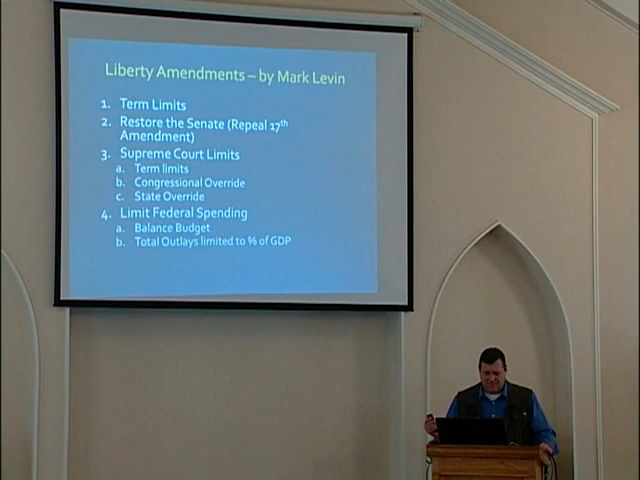 Liberty Amendments – by Mark Levin
1. Term Limits
2. Restore the Senate (Repeal 17th
Amendment)
3. Supreme Court Limits
a. Term limits
b. Congressional Override
c. State Override
4. Limit Federal Spending
a. Balance Budget
b. Total Outlays limited to % of GDP